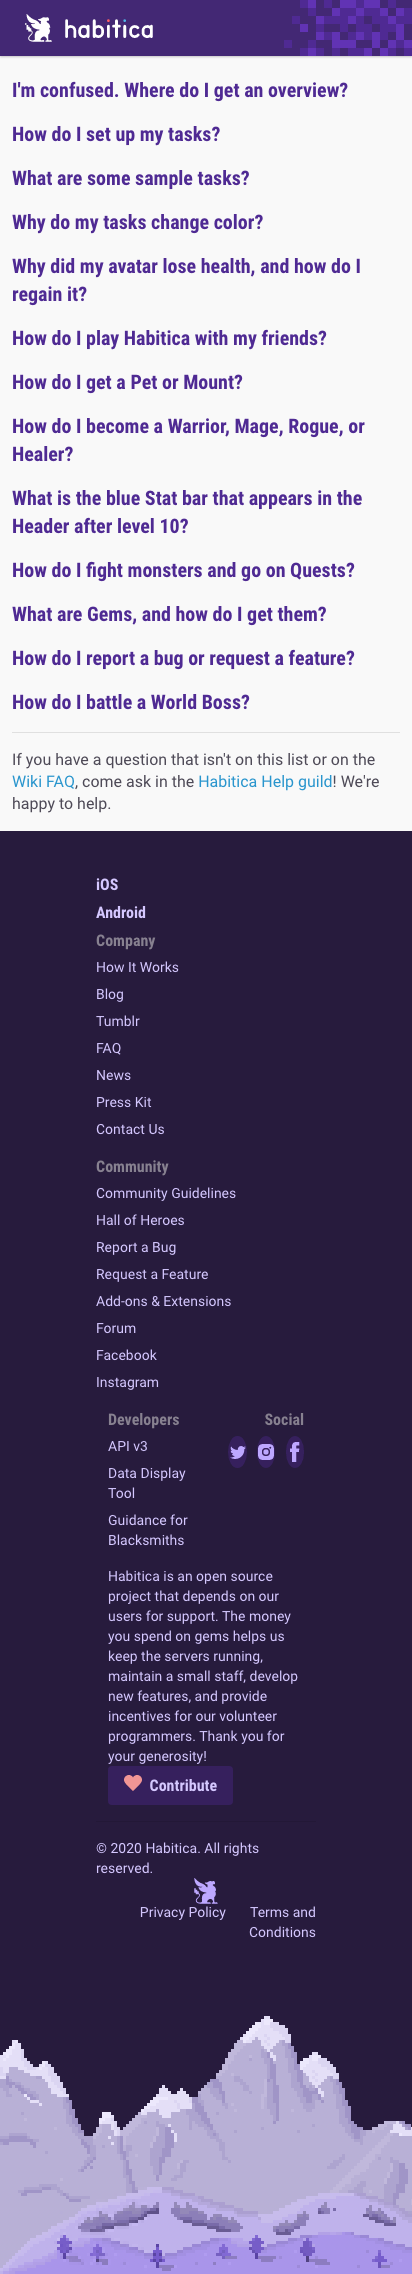 habitica
I'm confused. Where do I get an overview?
How do I set up my tasks?
What are some sample tasks?
Why do my tasks change color?
Why did my avatar lose health, and how do I
regain it?
How do I play Habitica with my friends?
How do I get a Pet or Mount?
How do I become a Warrior, Mage, Rogue, or
Healer?
What is the blue Stat bar that appears in the
Header after level 10?
How do I fight monsters and go on Quests?
What are Gems, and how do I get them?
How do I report a bug or request a feature?
How do I battle a World Boss?
If you have a question that isn't on this list or on the
Wiki FAQ, come ask in the Habitica Help guild! We're
happy to help.
iOS
Android
Company
How It Works
Blog
Tumblr
FAQ
News
Press Kit
Contact Us
Community
Community Guidelines
Hall of Heroes
Report a Bug
Request a Feature
Add-ons & Extensions
Forum
Facebook
Instagram
Developers
API v3
Data Display
Tool
Guidance for
Blacksmiths
Social
Habitica is an open source
project that depends on our
users for support. The money
you spend on gems helps us
keep the servers running,
maintain a small staff, develop
new features, and provide
incentives for our volunteer
programmers. Thank you for
your generosity!
Contribute
© 2020 Habitica. All rights
reserved.
Privacy Policy
Terms and
Conditions